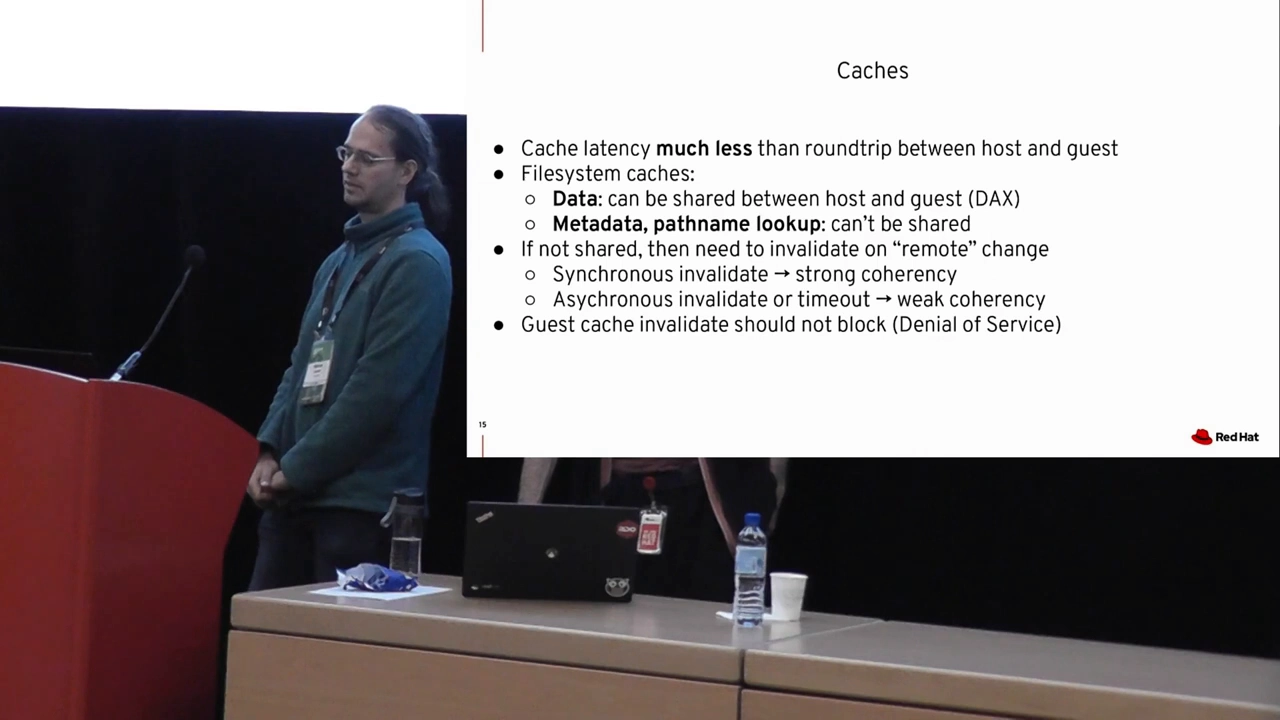 Caches
● Cache latency much less than roundtrip between host and guest
● Filesystem caches:
○ Data: can be shared between host and guest (DAX)
○ Metadata, pathname lookup: can’t be shared
● If not shared, then need to invalidate on “remote” change
○ Synchronous invalidate → strong coherency
○ Asychronous invalidate or timeout → weak coherency
● Guest cache invalidate should not block (Denial of Service)
15
Red Hat